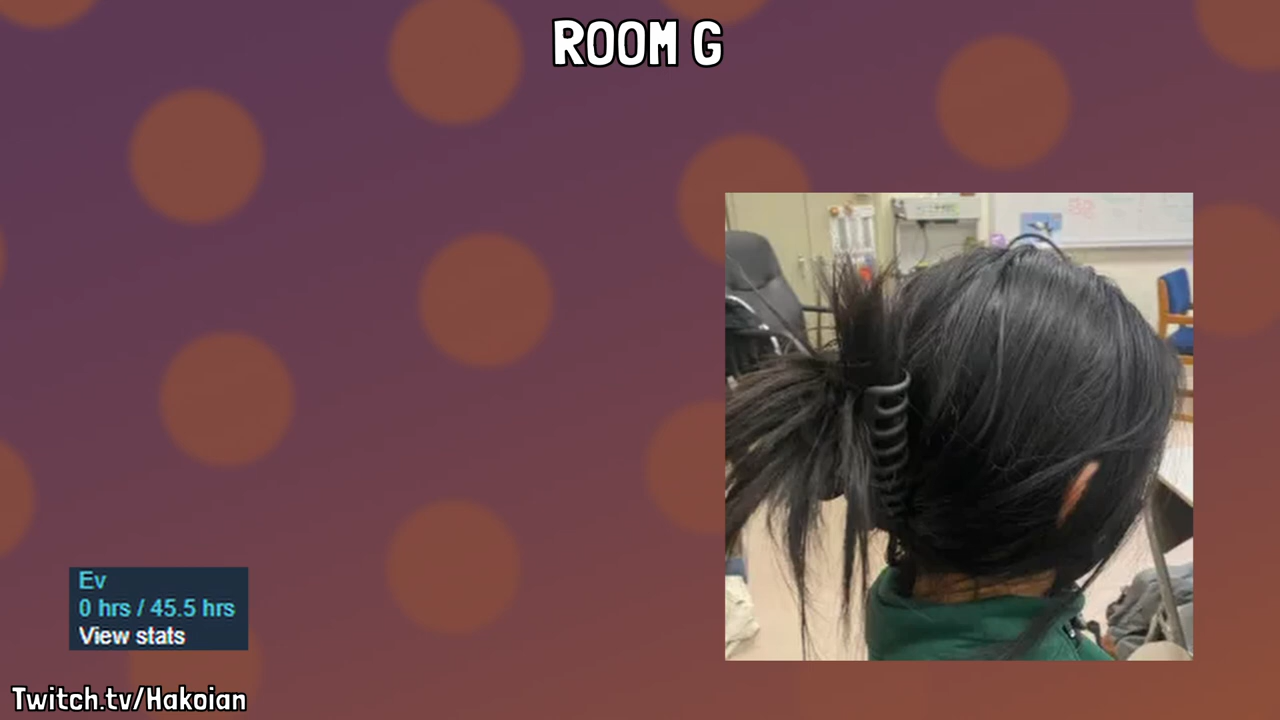 ROOM G
Ev
0 hrs / 45.5 hrs
View stats
Twitch.tv/Hakoian